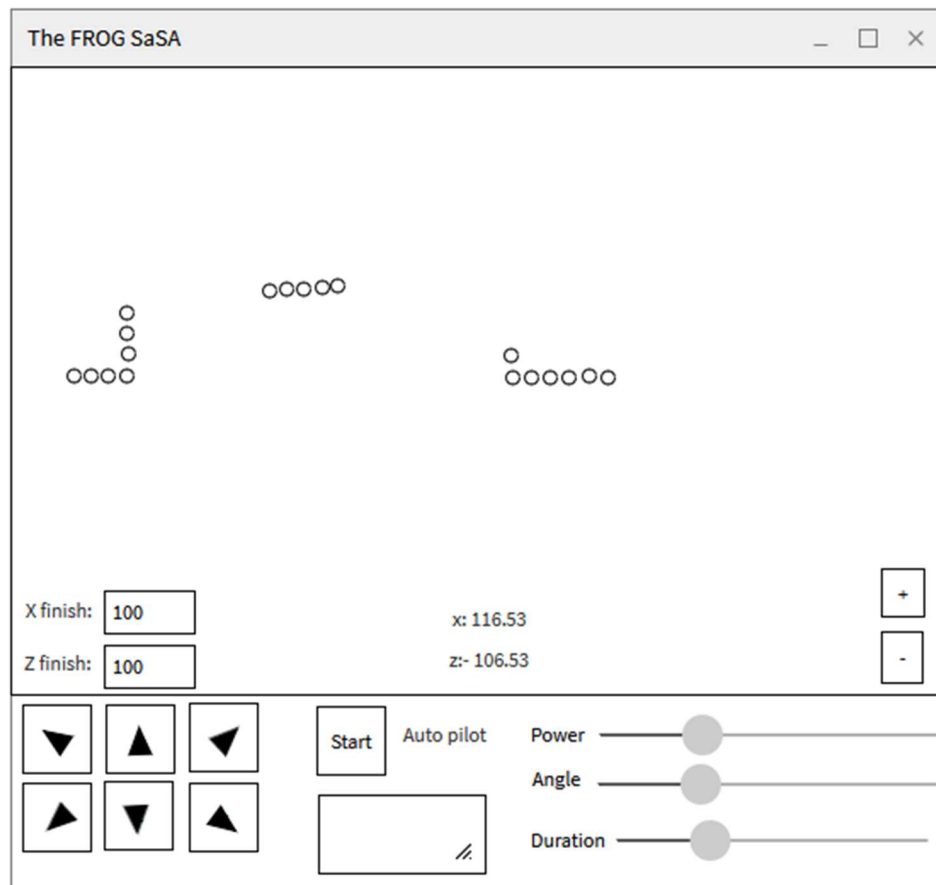 The FROG SaSA
X finish: 100
x: 116.53
Z finish: 100
z:- 106.53
+
-
Start
Auto pilot
Power
Angle
Duration